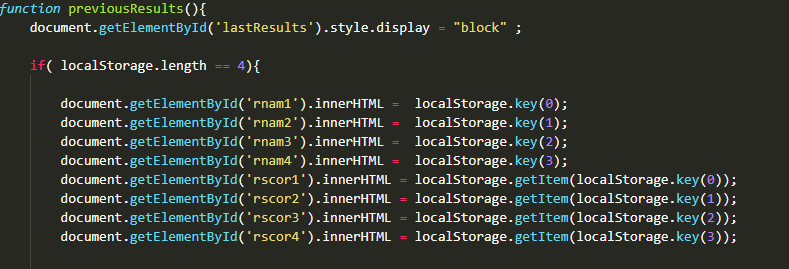 function previousResults(){
document.getElementById('lastResults').style.display = "block" ;
if( localStorage.length == 4){
document.getElementById('rnam1').innerHTML =  localStorage.key(0);
document.getElementById('rnam2').innerHTML =  localStorage.key(1);
document.getElementById('rnam3').innerHTML =  localStorage.key(2);
document.getElementById('rnam4').innerHTML =  localStorage.key(3);
document.getElementById('rscor1').innerHTML = localStorage.getItem(localStorage.key(0));
document.getElementById('rscor2').innerHTML = localStorage.getItem(localStorage.key(1));
document.getElementById('rscor3').innerHTML = localStorage.getItem(localStorage.key(2));
document.getElementById('rscor4').innerHTML = localStorage.getItem(localStorage.key(3));